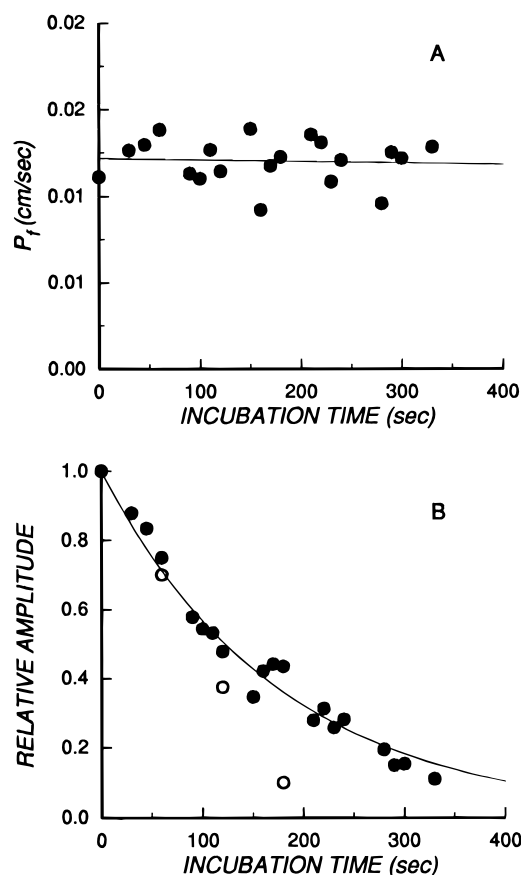 0.02
A
0.02
0.01
0.01
0.00
P_f (cm/sec)
0 100 200 300 400
INCUBATION TIME (sec)
1.0
B
0.8
0.6
0.4
0.2
0.0
RELATIVE AMPLITUDE
0 100 200 300 400
INCUBATION TIME (sec)